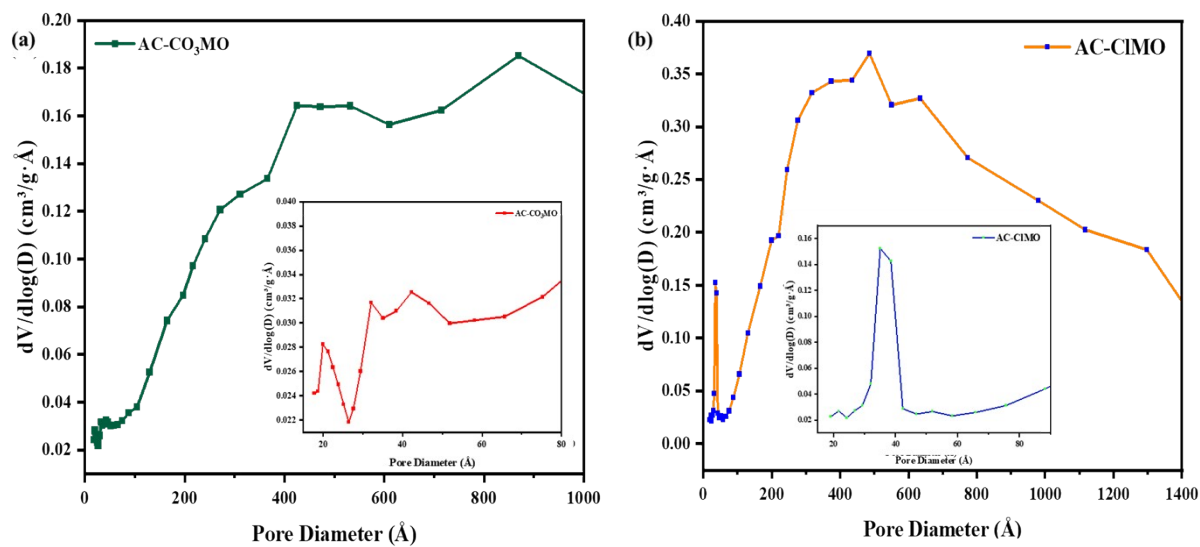 (a)
AC-CO₃MO
dV/dlog(D) (cm³/g·Å)
0.20
0.18
0.16
0.14
0.12
0.10
0.08
0.06
0.04
0.02
0 200 400 600 800 1000
Pore Diameter (Å)
AC-CO₃MO
dV/dlog(D) (cm³/g·Å)
0.040
0.038
0.036
0.034
0.032
0.030
0.028
0.026
0.024
0.022
20 40 60 80
Pore Diameter (Å)
(b)
AC-ClMO
dV/dlog(D) (cm³/g·Å)
0.40
0.35
0.30
0.25
0.20
0.15
0.10
0.05
0.00
0 200 400 600 800 1000 1200 1400
Pore Diameter (Å)
AC-ClMO
dV/dlog(D) (cm³/g·Å)
0.16
0.14
0.12
0.10
0.08
0.06
0.04
0.02
20 40 60 80
Pore Diameter (Å)